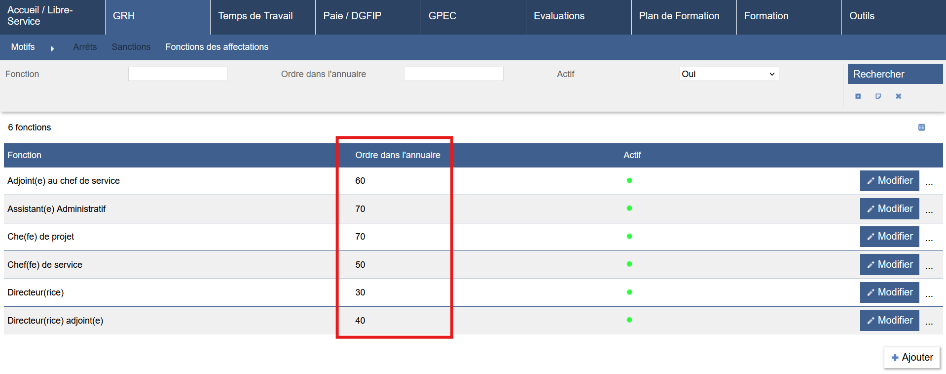 Accueil / Libre-Service GRH Temps de Travail Paie / DGFIP GPEC Evaluations Plan de Formation Formation Outils
Motifs Arrêts Sanctions Fonctions des affectations
Fonction Ordre dans l'annuaire Actif Oui Rechercher
6 fonctions
Fonction Ordre dans l'annuaire Actif
Adjoint(e) au chef de service 60 Modifier ...
Assistant(e) Administratif 70 Modifier ...
Che(fe) de projet 70 Modifier ...
Chef(fe) de service 50 Modifier ...
Directeur(rice) 30 Modifier ...
Directeur(rice) adjoint(e) 40 Modifier ...
+ Ajouter